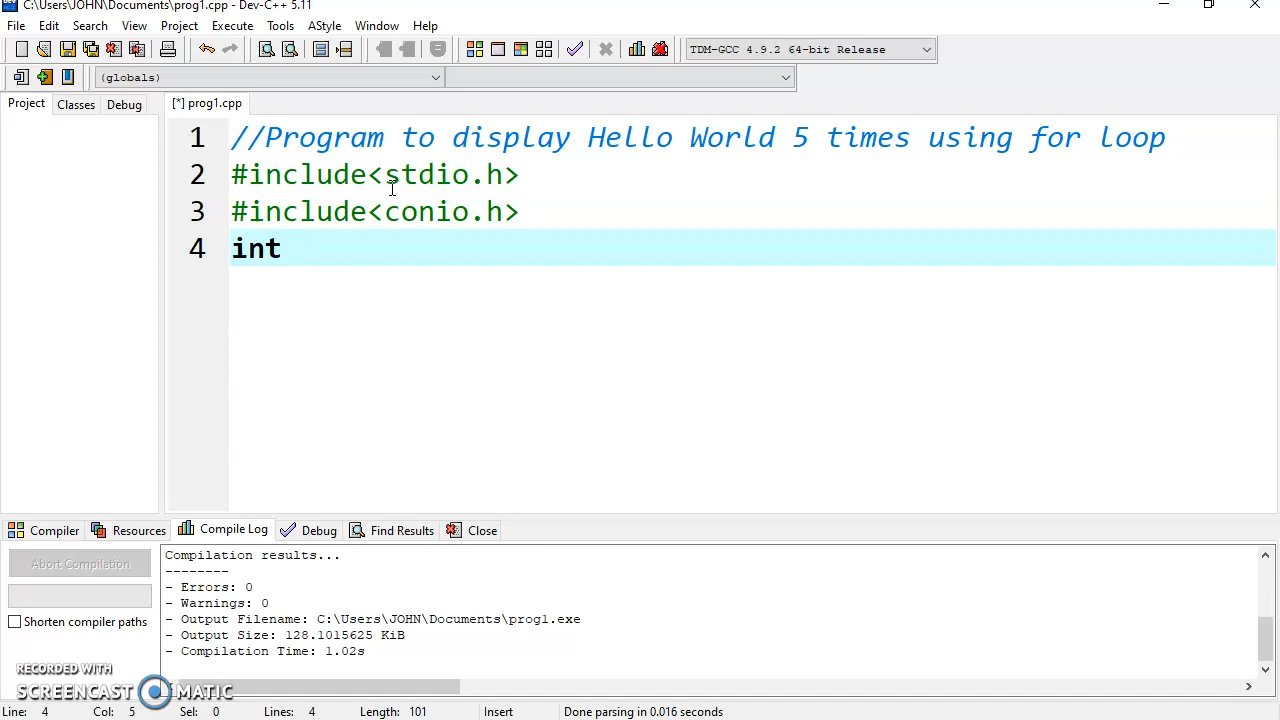 C:\Users\JOHN\Documents\prog1.cpp - Dev-C++ 5.11
File Edit Search View Project Execute Tools AStyle Window Help
TDM-GCC 4.9.2 64-bit Release
(globals)
Project Classes Debug [*] prog1.cpp
1 //Program to display Hello World 5 times using for loop
2 #include<stdio.h>
3 #include<conio.h>
4 int
Compiler Resources Compile Log Debug Find Results Close
Abort Compilation
Shorten compiler paths
Compilation results...
--------
- Errors: 0
- Warnings: 0
- Output Filename: C:\Users\JOHN\Documents\prog1.exe
- Output Size: 128.1015625 KiB
- Compilation Time: 1.02s
RECORDED WITH
SCREENCAST MATIC
Line: 4 Col: 5 Sel: 0 Lines: 4 Length: 101 Insert Done parsing in 0.016 seconds